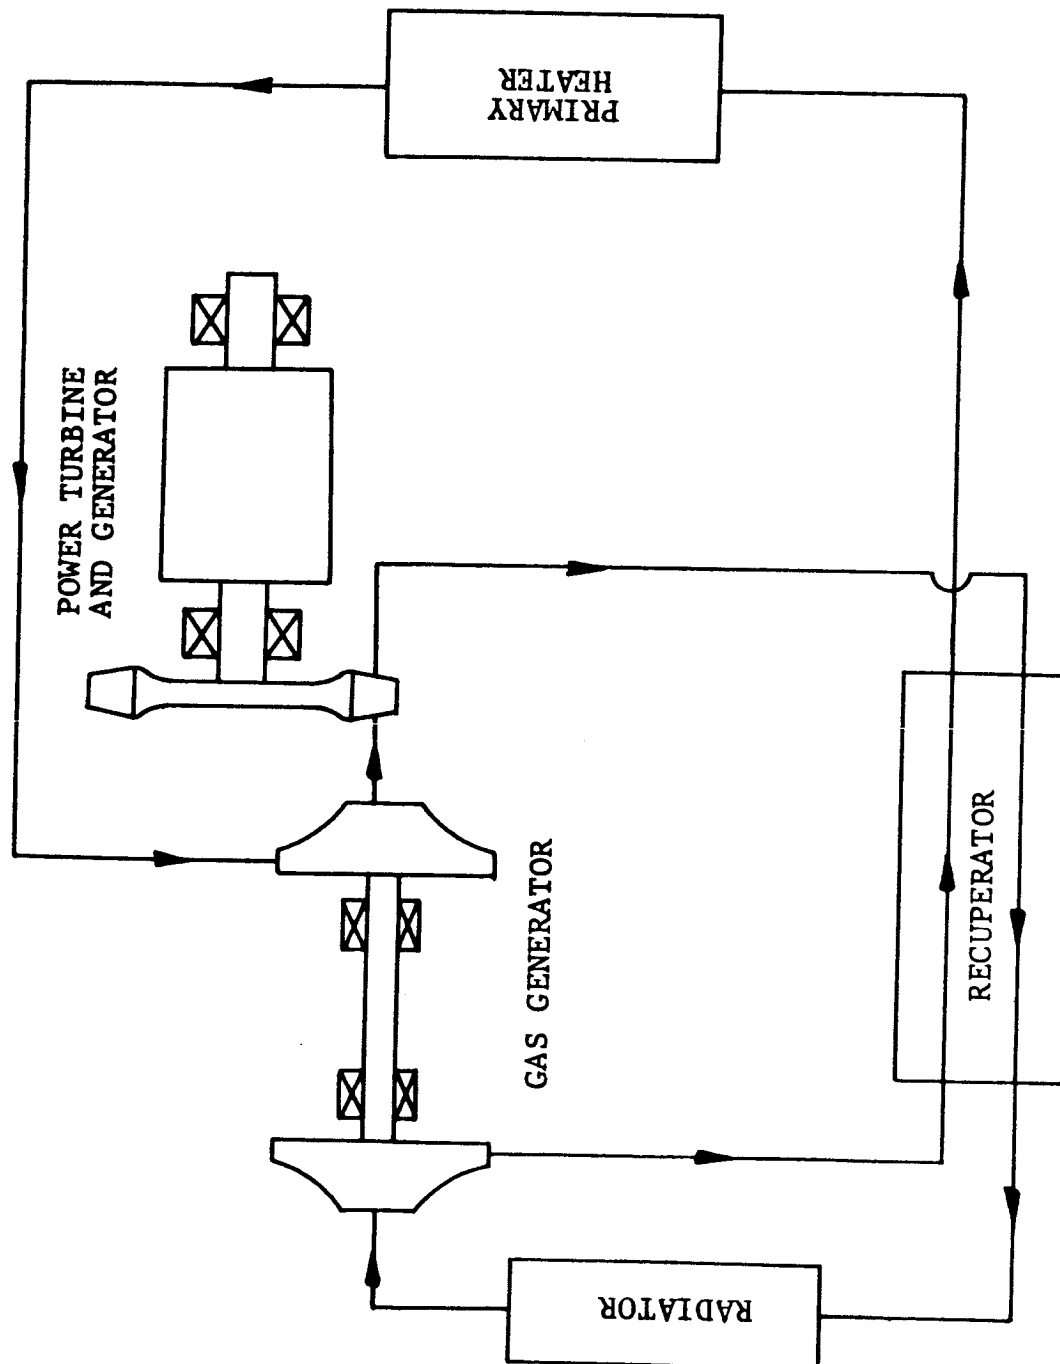 PRIMARY
HEATER
POWER TURBINE
AND GENERATOR
GAS GENERATOR
RECUPERATOR
RADIATOR